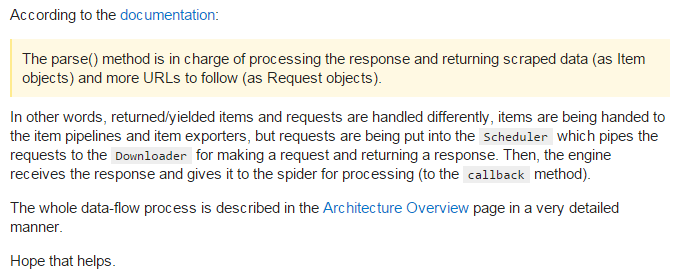 According to the documentation:
The parse() method is in charge of processing the response and returning scraped data (as Item
objects) and more URLs to follow (as Request objects).
In other words, returned/yielded items and requests are handled differently, items are being handed to
the item pipelines and item exporters, but requests are being put into the Scheduler which pipes the
requests to the Downloader for making a request and returning a response. Then, the engine
receives the response and gives it to the spider for processing (to the callback method).
The whole data-flow process is described in the Architecture Overview page in a very detailed
manner.
Hope that helps.